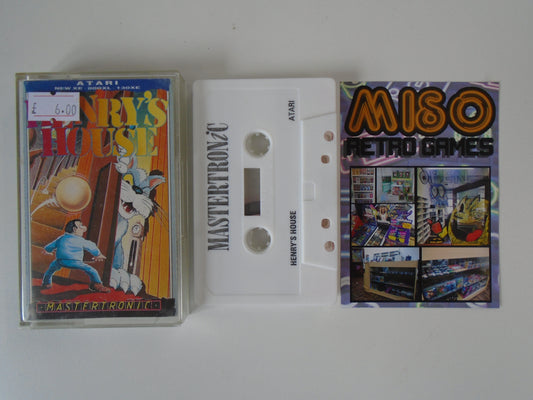 ATARI
NEW XE · 800XL · 130XE
£ 6.00
HENRY'S
HOUSE
MASTERTRONIC
MASTERTRONiC
HENRY'S HOUSE
ATARI
MISO
RETRO GAMES